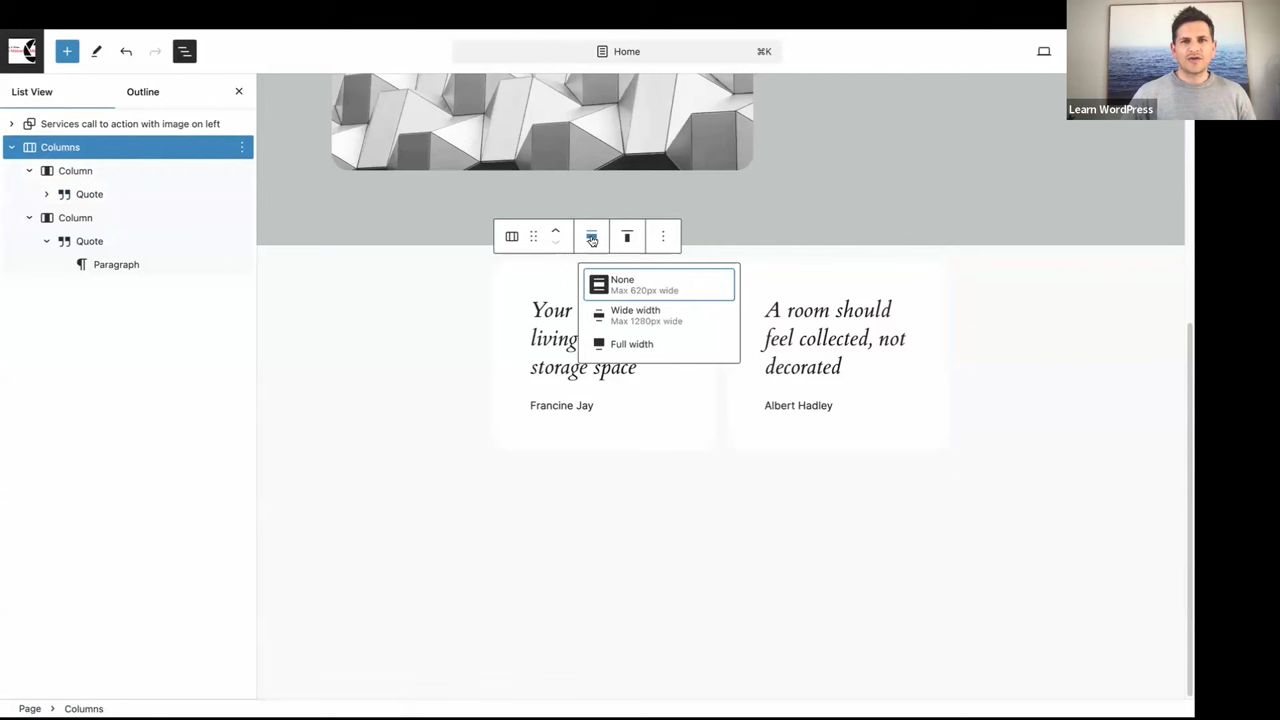 Home
⌘K
Learn WordPress
List View
Outline
Services call to action with image on left
Columns
Column
Quote
Column
Quote
Paragraph
None
Max 620px wide
Wide width
Max 1280px wide
Full width
Your
living
storage space
Francine Jay
A room should
feel collected, not
decorated
Albert Hadley
Page > Columns